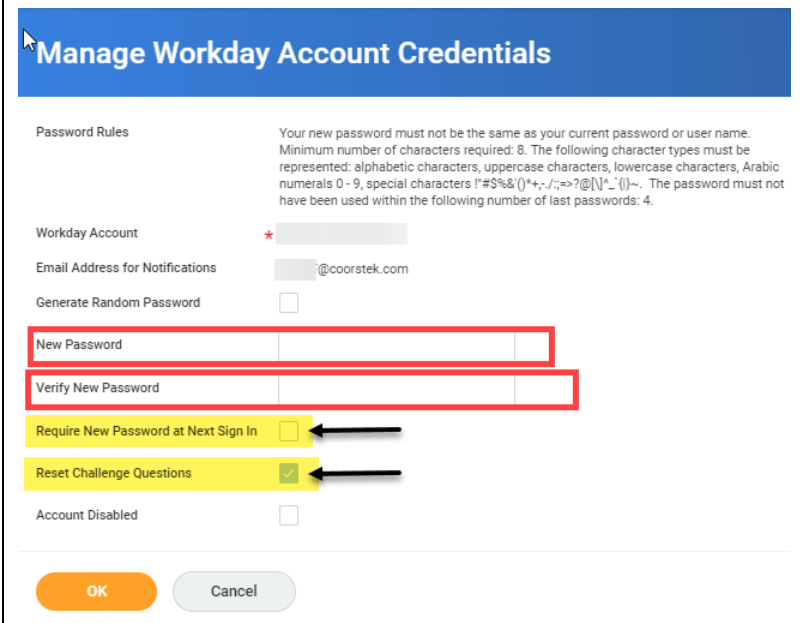 Manage Workday Account Credentials
Password Rules
Your new password must not be the same as your current password or user name.
Minimum number of characters required: 8. The following character types must be
represented: alphabetic characters, uppercase characters, lowercase characters, Arabic
numerals 0 - 9, special characters !"#$%&'()*+,-./:;=>?@[\]^_`{|}~. The password must not
have been used within the following number of last passwords: 4.
Workday Account *
Email Address for Notifications @coorstek.com
Generate Random Password
New Password
Verify New Password
Require New Password at Next Sign In
Reset Challenge Questions
Account Disabled
OK Cancel